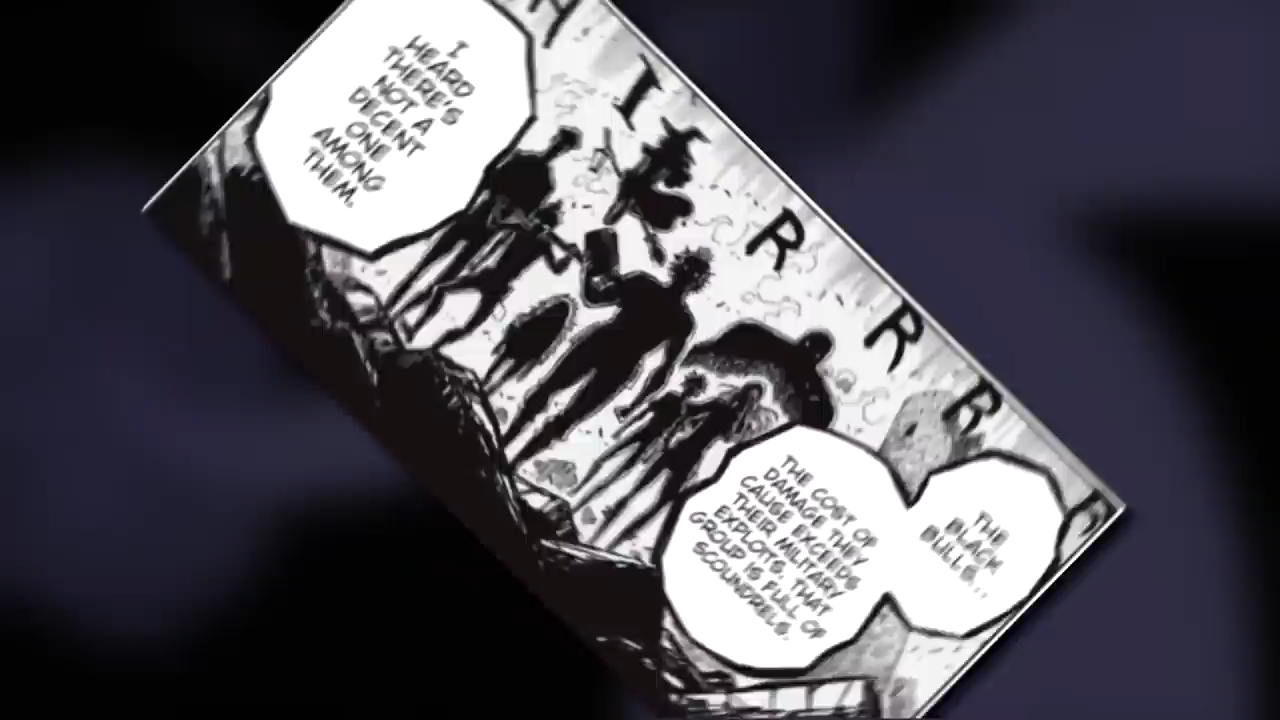 THE
BLACK
BULLS...
THE COST OF
DAMAGE THEY
CAUSE EXCEEDS
THEIR MILITARY
EXPLOITS. THAT
GROUP IS FULL OF
SCOUNDRELS.
I
HEARD
THERE'S
NOT A
DECENT
ONE
AMONG
THEM.